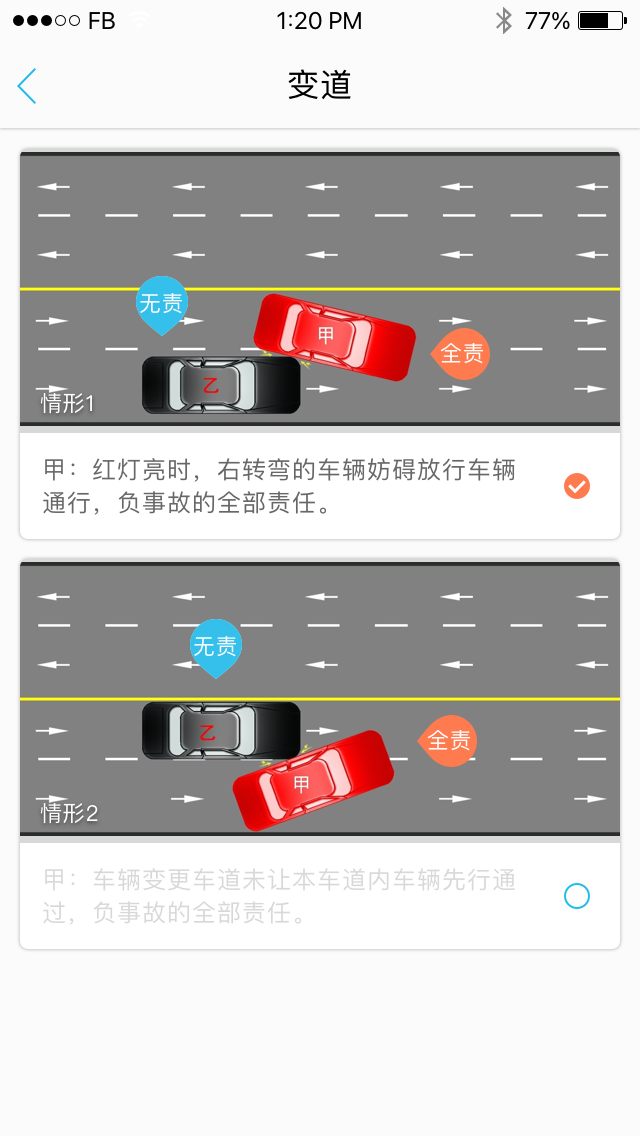 FB 1:20 PM 77%
变道
无责
甲
全责
乙
情形1
甲：红灯亮时，右转弯的车辆妨碍放行车辆
通行，负事故的全部责任。
无责
乙
全责
甲
情形2
甲：车辆变更车道未让本车道内车辆先行通
过，负事故的全部责任。